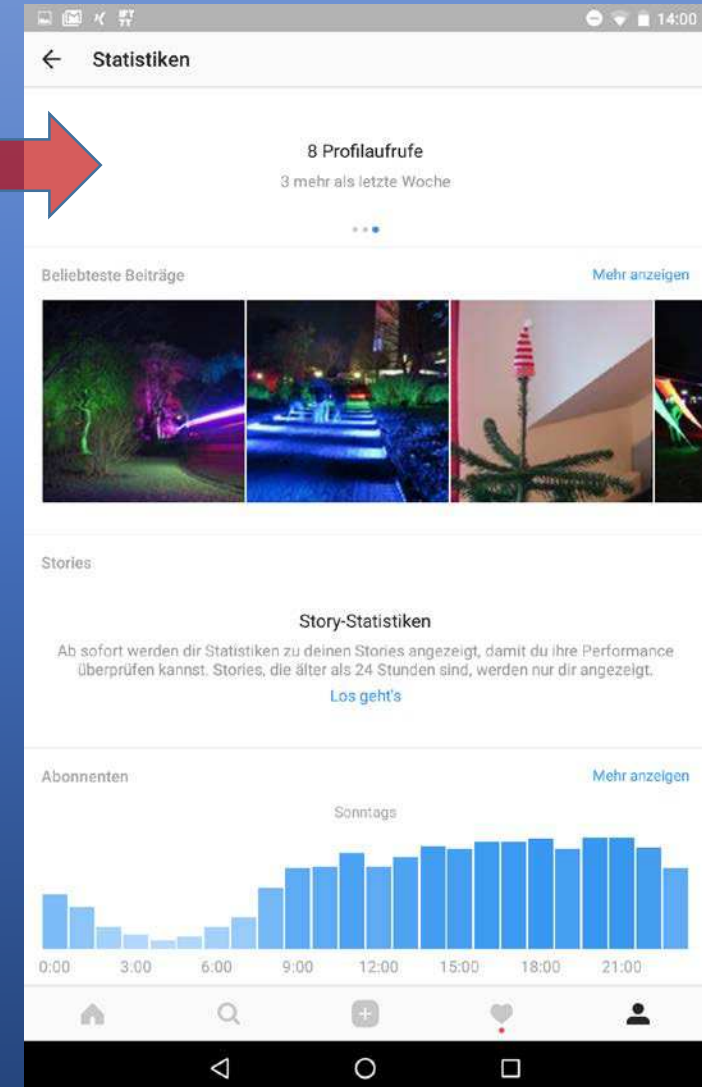 14:00
Statistiken
8 Profilaufrufe
3 mehr als letzte Woche
Beliebteste Beiträge
Mehr anzeigen
Stories
Story-Statistiken
Ab sofort werden dir Statistiken zu deinen Stories angezeigt, damit du ihre Performance
überprüfen kannst. Stories, die älter als 24 Stunden sind, werden nur dir angezeigt.
Los geht's
Abonnenten
Mehr anzeigen
Sonntags
0:00 3:00 6:00 9:00 12:00 15:00 18:00 21:00